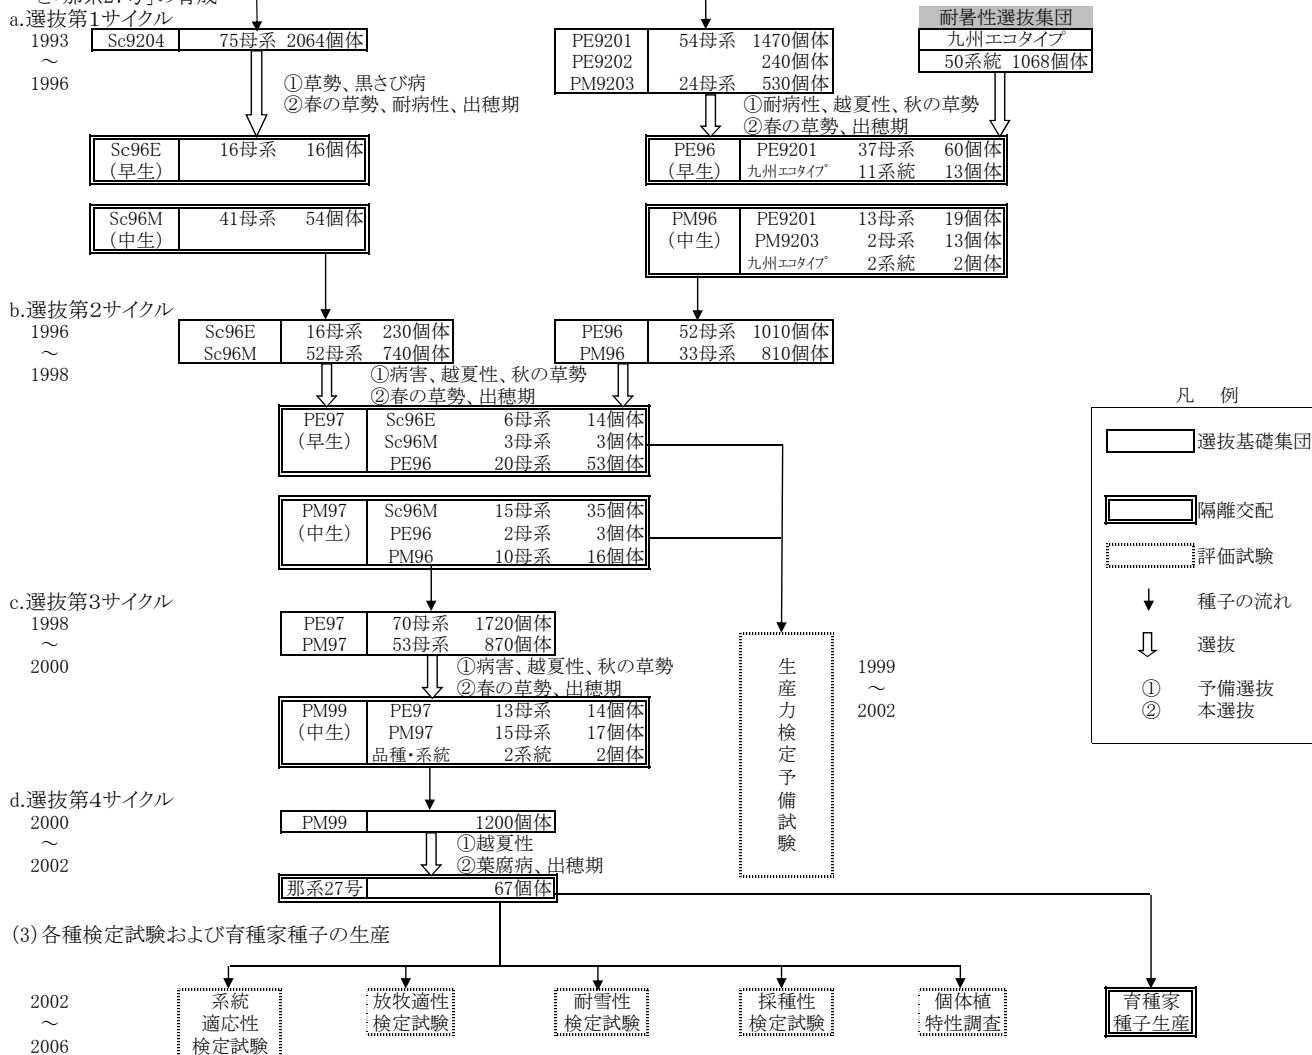 a.選抜第1サイクル
1993
～
1996
Sc9204 75母系 2064個体
PE9201 54母系 1470個体
PE9202 240個体
PM9203 24母系 530個体
耐暑性選抜集団
九州エコタイプ
50系統 1068個体
①草勢、黒さび病
②春の草勢、耐病性、出穂期
①耐病性、越夏性、秋の草勢
②春の草勢、出穂期
Sc96E 16母系 16個体
(早生)
PE96 PE9201 37母系 60個体
(早生) 九州エコタイプ 11系統 13個体
Sc96M 41母系 54個体
(中生)
PM96 PE9201 13母系 19個体
(中生) PM9203 2母系 13個体
九州エコタイプ 2系統 2個体
b.選抜第2サイクル
1996
～
1998
Sc96E 16母系 230個体
Sc96M 52母系 740個体
PE96 52母系 1010個体
PM96 33母系 810個体
①病害、越夏性、秋の草勢
②春の草勢、出穂期
PE97 Sc96E 6母系 14個体
(早生) Sc96M 3母系 3個体
PE96 20母系 53個体
PM97 Sc96M 15母系 35個体
(中生) PE96 2母系 3個体
PM96 10母系 16個体
c.選抜第3サイクル
1998
～
2000
PE97 70母系 1720個体
PM97 53母系 870個体
①病害、越夏性、秋の草勢
②春の草勢、出穂期
PM99 PE97 13母系 14個体
(中生) PM97 15母系 17個体
品種・系統 2系統 2個体
生産力検定予備試験
1999
～
2002
凡 例
選抜基礎集団
隔離交配
評価試験
種子の流れ
選抜
① 予備選抜
② 本選抜
d.選抜第4サイクル
2000
～
2002
PM99 1200個体
①越夏性
②葉腐病、出穂期
那系27号 67個体
(3)各種検定試験および育種家種子の生産
2002
～
2006
系統
適応性
検定試験
放牧適性
検定試験
耐雪性
検定試験
採種性
検定試験
個体植
特性調査
育種家
種子生産